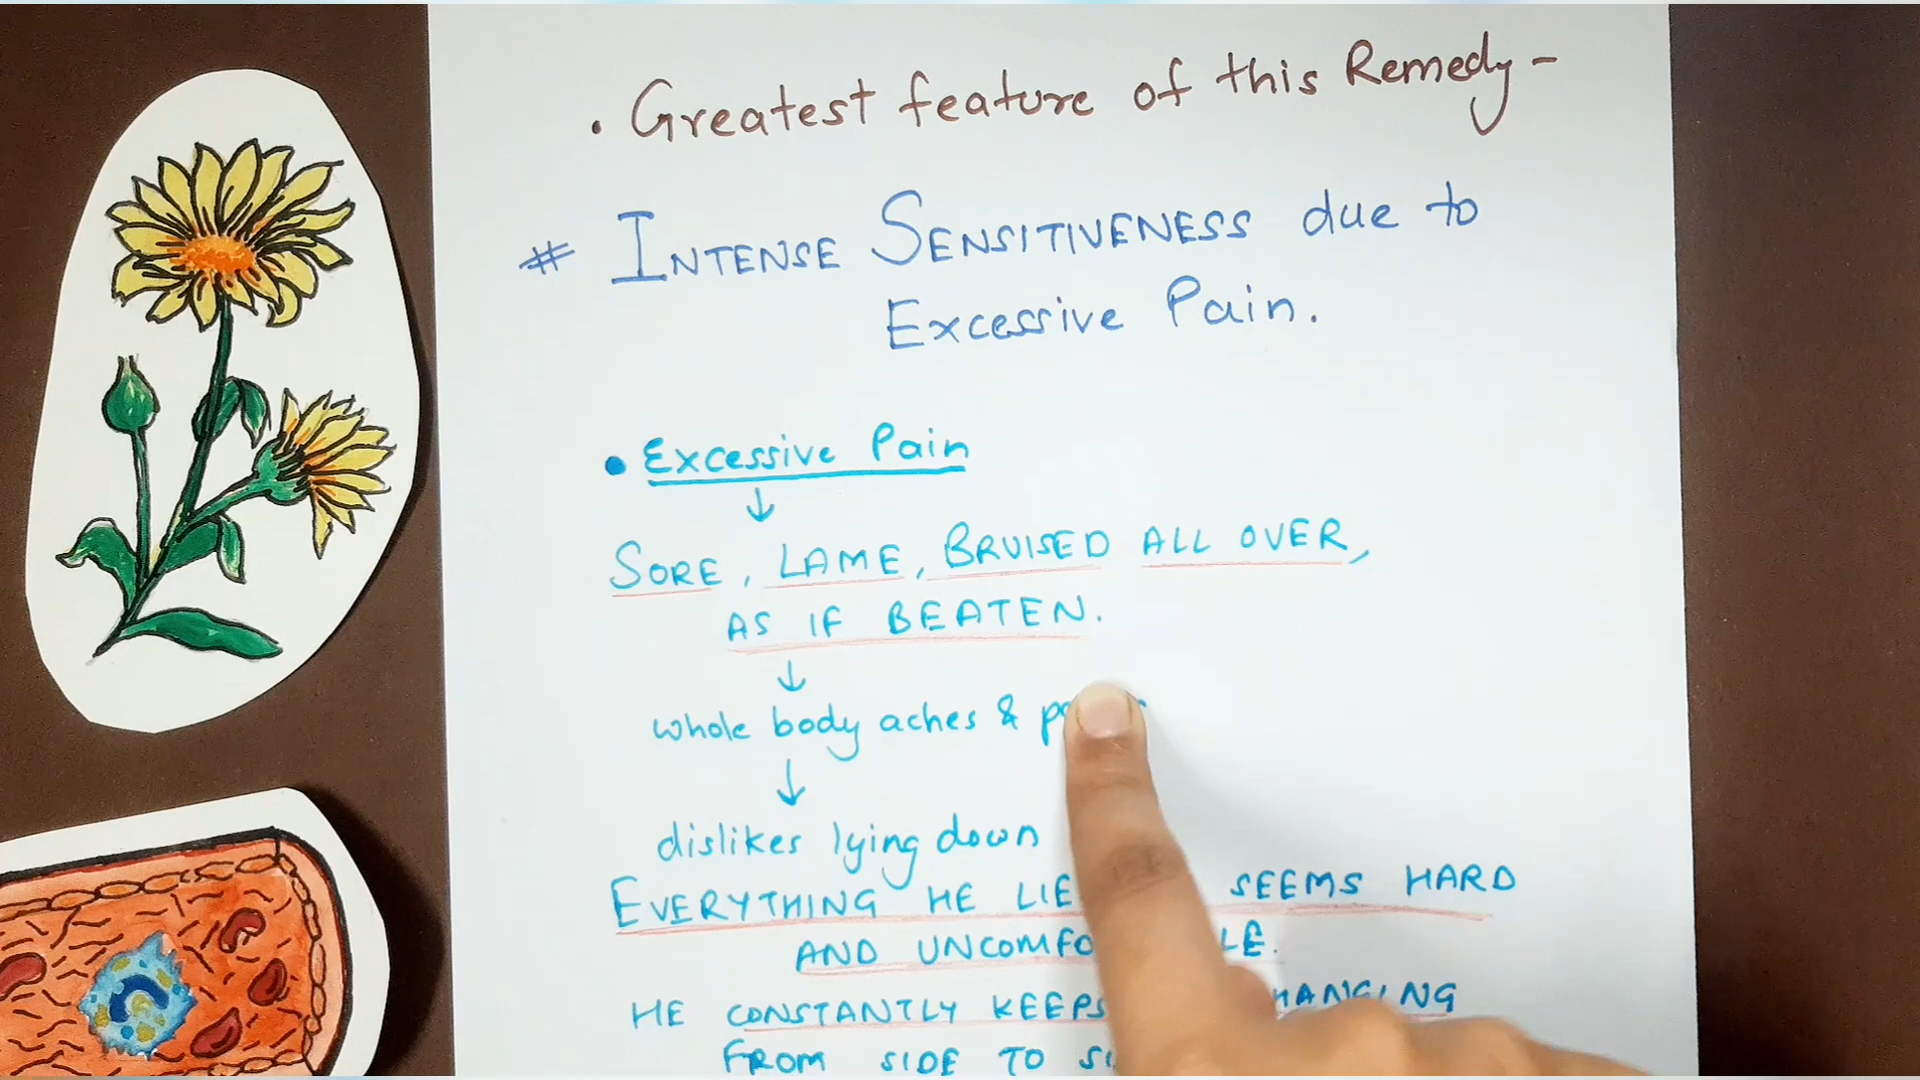 . Greatest feature of this Remedy -
# INTENSE SENSITIVENESS due to
Excessive Pain.
• Excessive Pain
↓
SORE, LAME, BRUISED ALL OVER,
AS IF BEATEN.
↓
whole body aches &
↓
dislikes lying down
EVERYTHING HE SEEMS HARD
AND
HE CONSTANTLY KEEPS
FROM SIDE TO